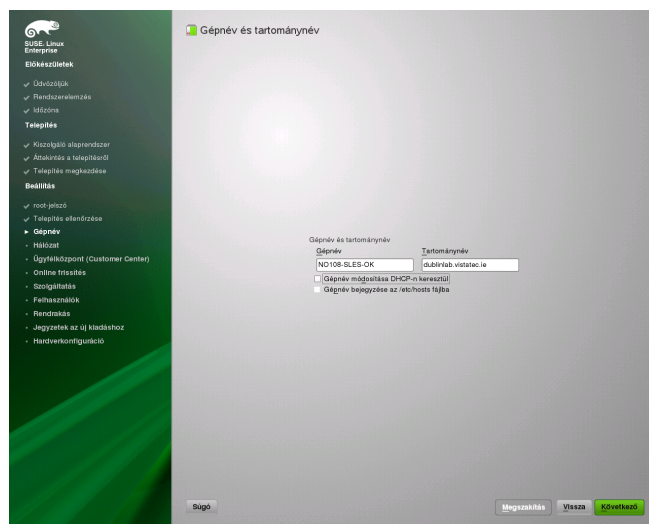 SUSE. Linux
Enterprise
Előkészületek
Üdvözöljük
Rendszerelemzés
Időzóna
Telepítés
Kiszolgáló alaprendszer
Áttekintés a telepítésről
Telepítés megkezdése
Beállítás
root-jelszó
Telepítés ellenőrzése
Gépnév
Hálózat
Ügyfélközpont (Customer Center)
Online frissítés
Szolgáltatás
Felhasználók
Rendrakás
Jegyzetek az új kiadáshoz
Hardverkonfiguráció
Gépnév és tartománynév
Gépnév és tartománynév
Gépnév Tartománynév
NO108-SLES-OK dublinlab.vistatec.ie
Gépnév módosítása DHCP-n keresztül
Gépnév bejegyzése az /etc/hosts fájlba
Súgó Megszakítás Vissza Következő